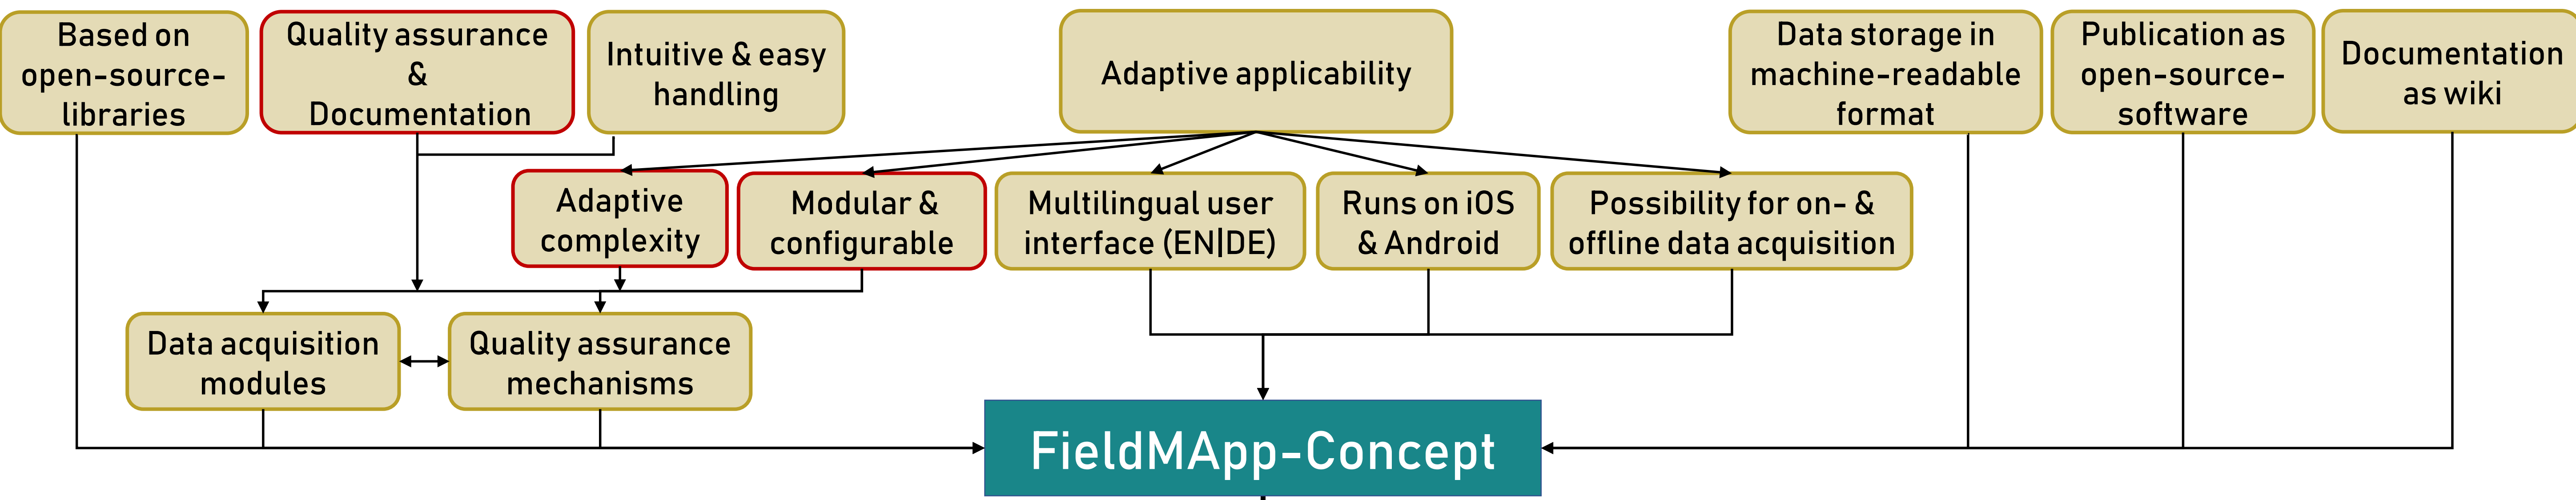 Based on
open-source-
libraries
Quality assurance
&
Documentation
Intuitive & easy
handling
Adaptive applicability
Data storage in
machine-readable
format
Publication as
open-source-
software
Documentation
as wiki
Adaptive
complexity
Modular &
configurable
Multilingual user
interface (EN|DE)
Runs on iOS
& Android
Possibility for on- &
offline data acquisition
Data acquisition
modules
Quality assurance
mechanisms
FieldMApp-Concept